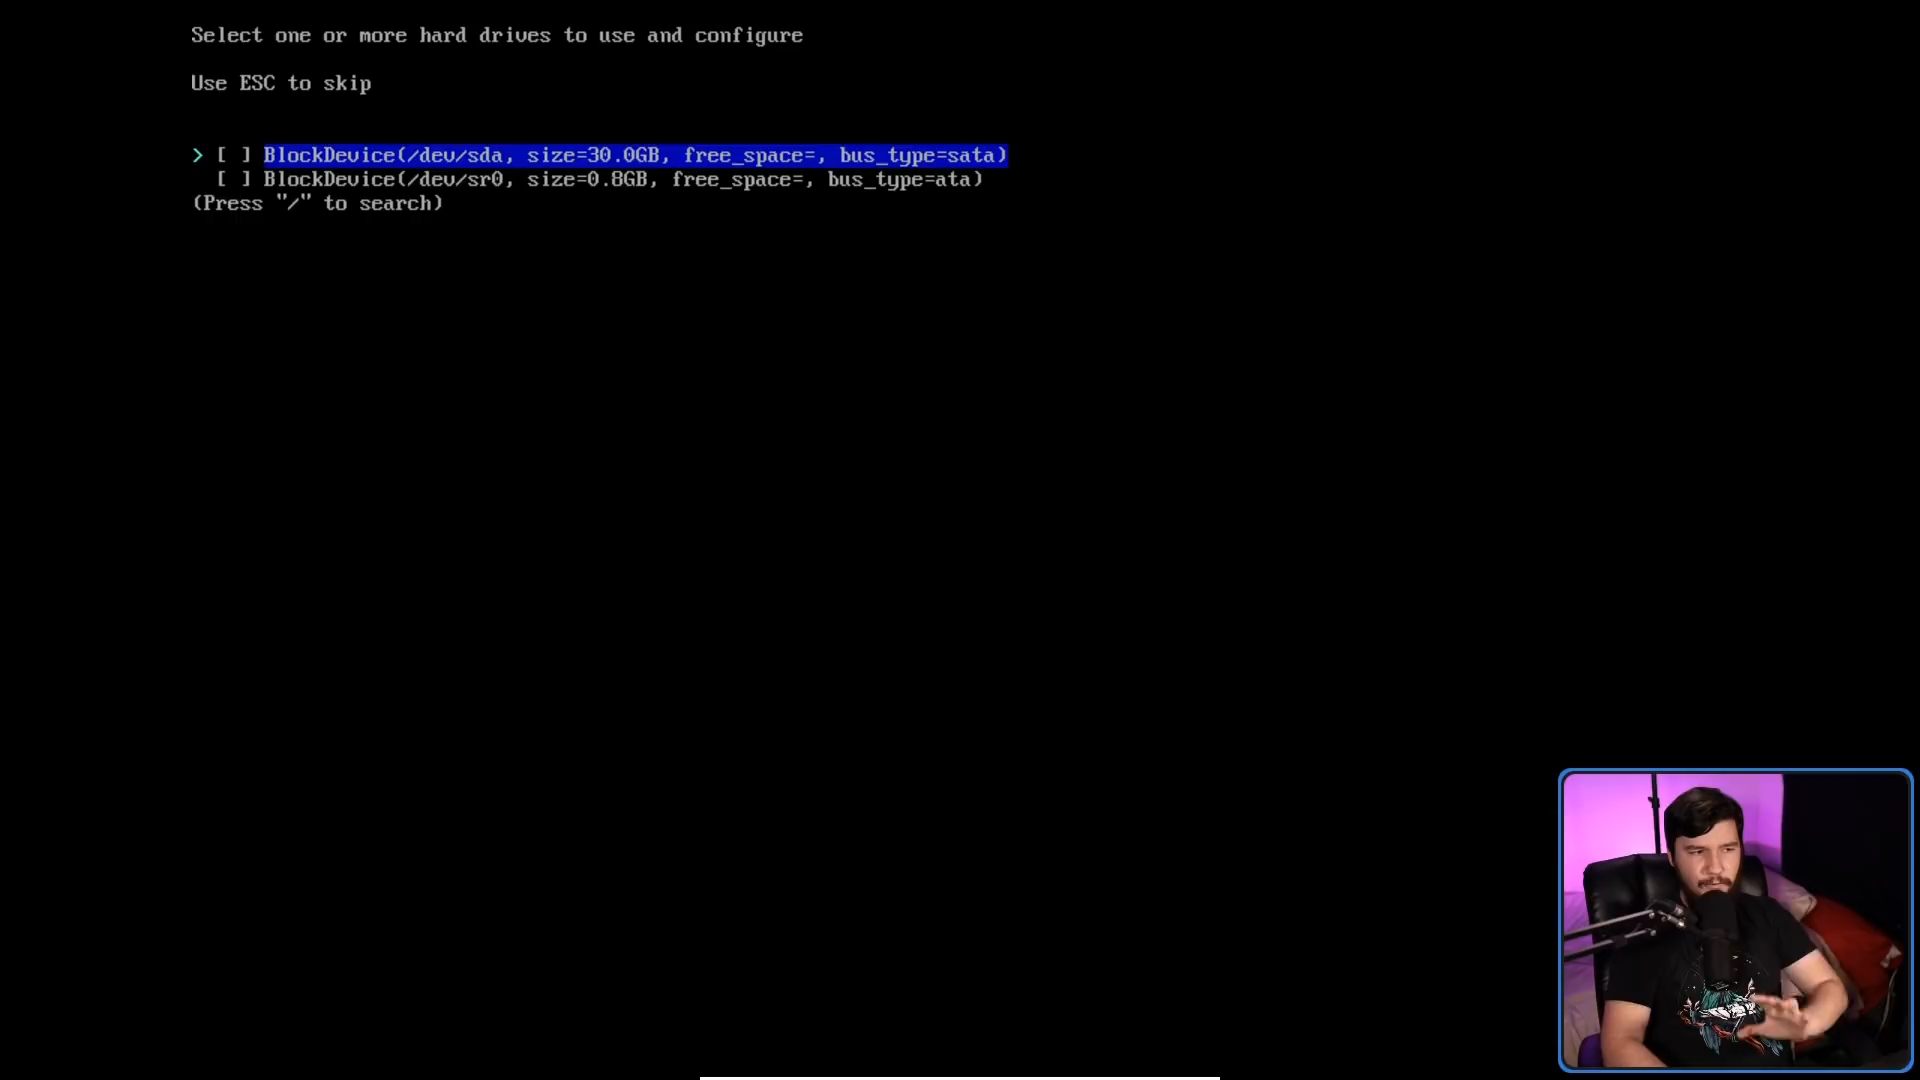 Select one or more hard drives to use and configure
Use ESC to skip
> [ ] BlockDevice(/dev/sda, size=30.0GB, free_space=, bus_type=sata)
[ ] BlockDevice(/dev/sr0, size=0.8GB, free_space=, bus_type=ata)
(Press "/" to search)